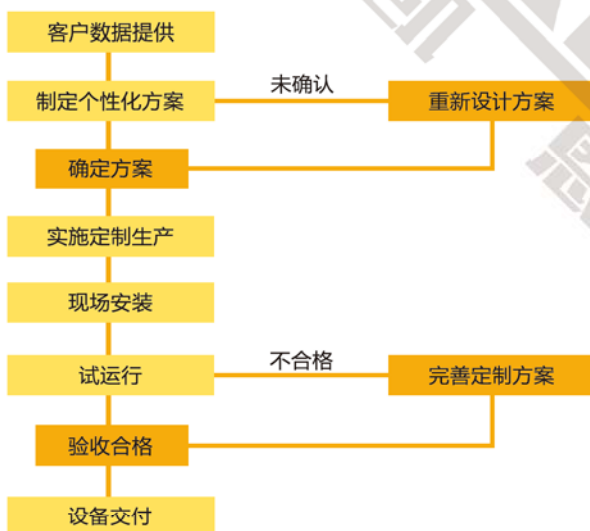 客户数据提供
制定个性化方案
未确认
重新设计方案
确定方案
实施定制生产
现场安装
试运行
不合格
完善定制方案
验收合格
设备交付